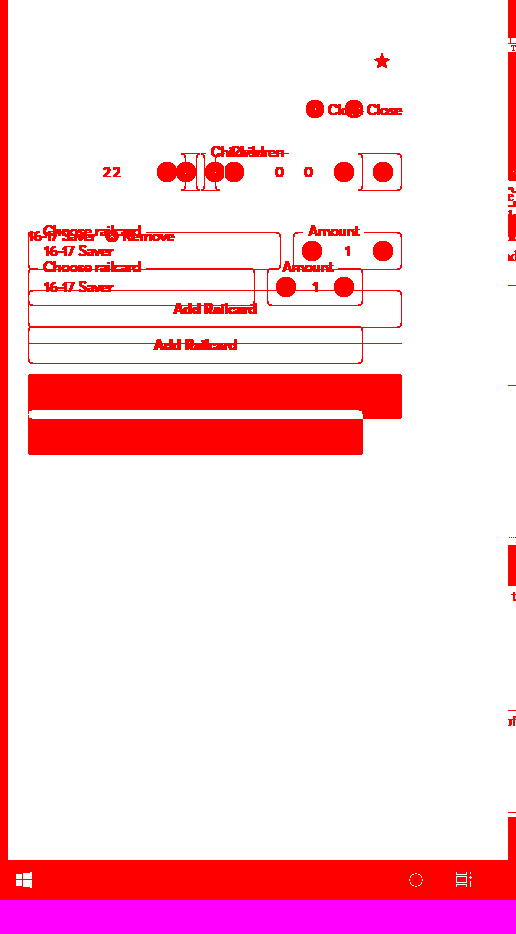 Close Close
Children
2 2 0 0
16-17 Saver Remove
Choose railcard Amount
16-17 Saver 1
Choose railcard Amount
16-17 Saver 1
Add Railcard
Add Railcard